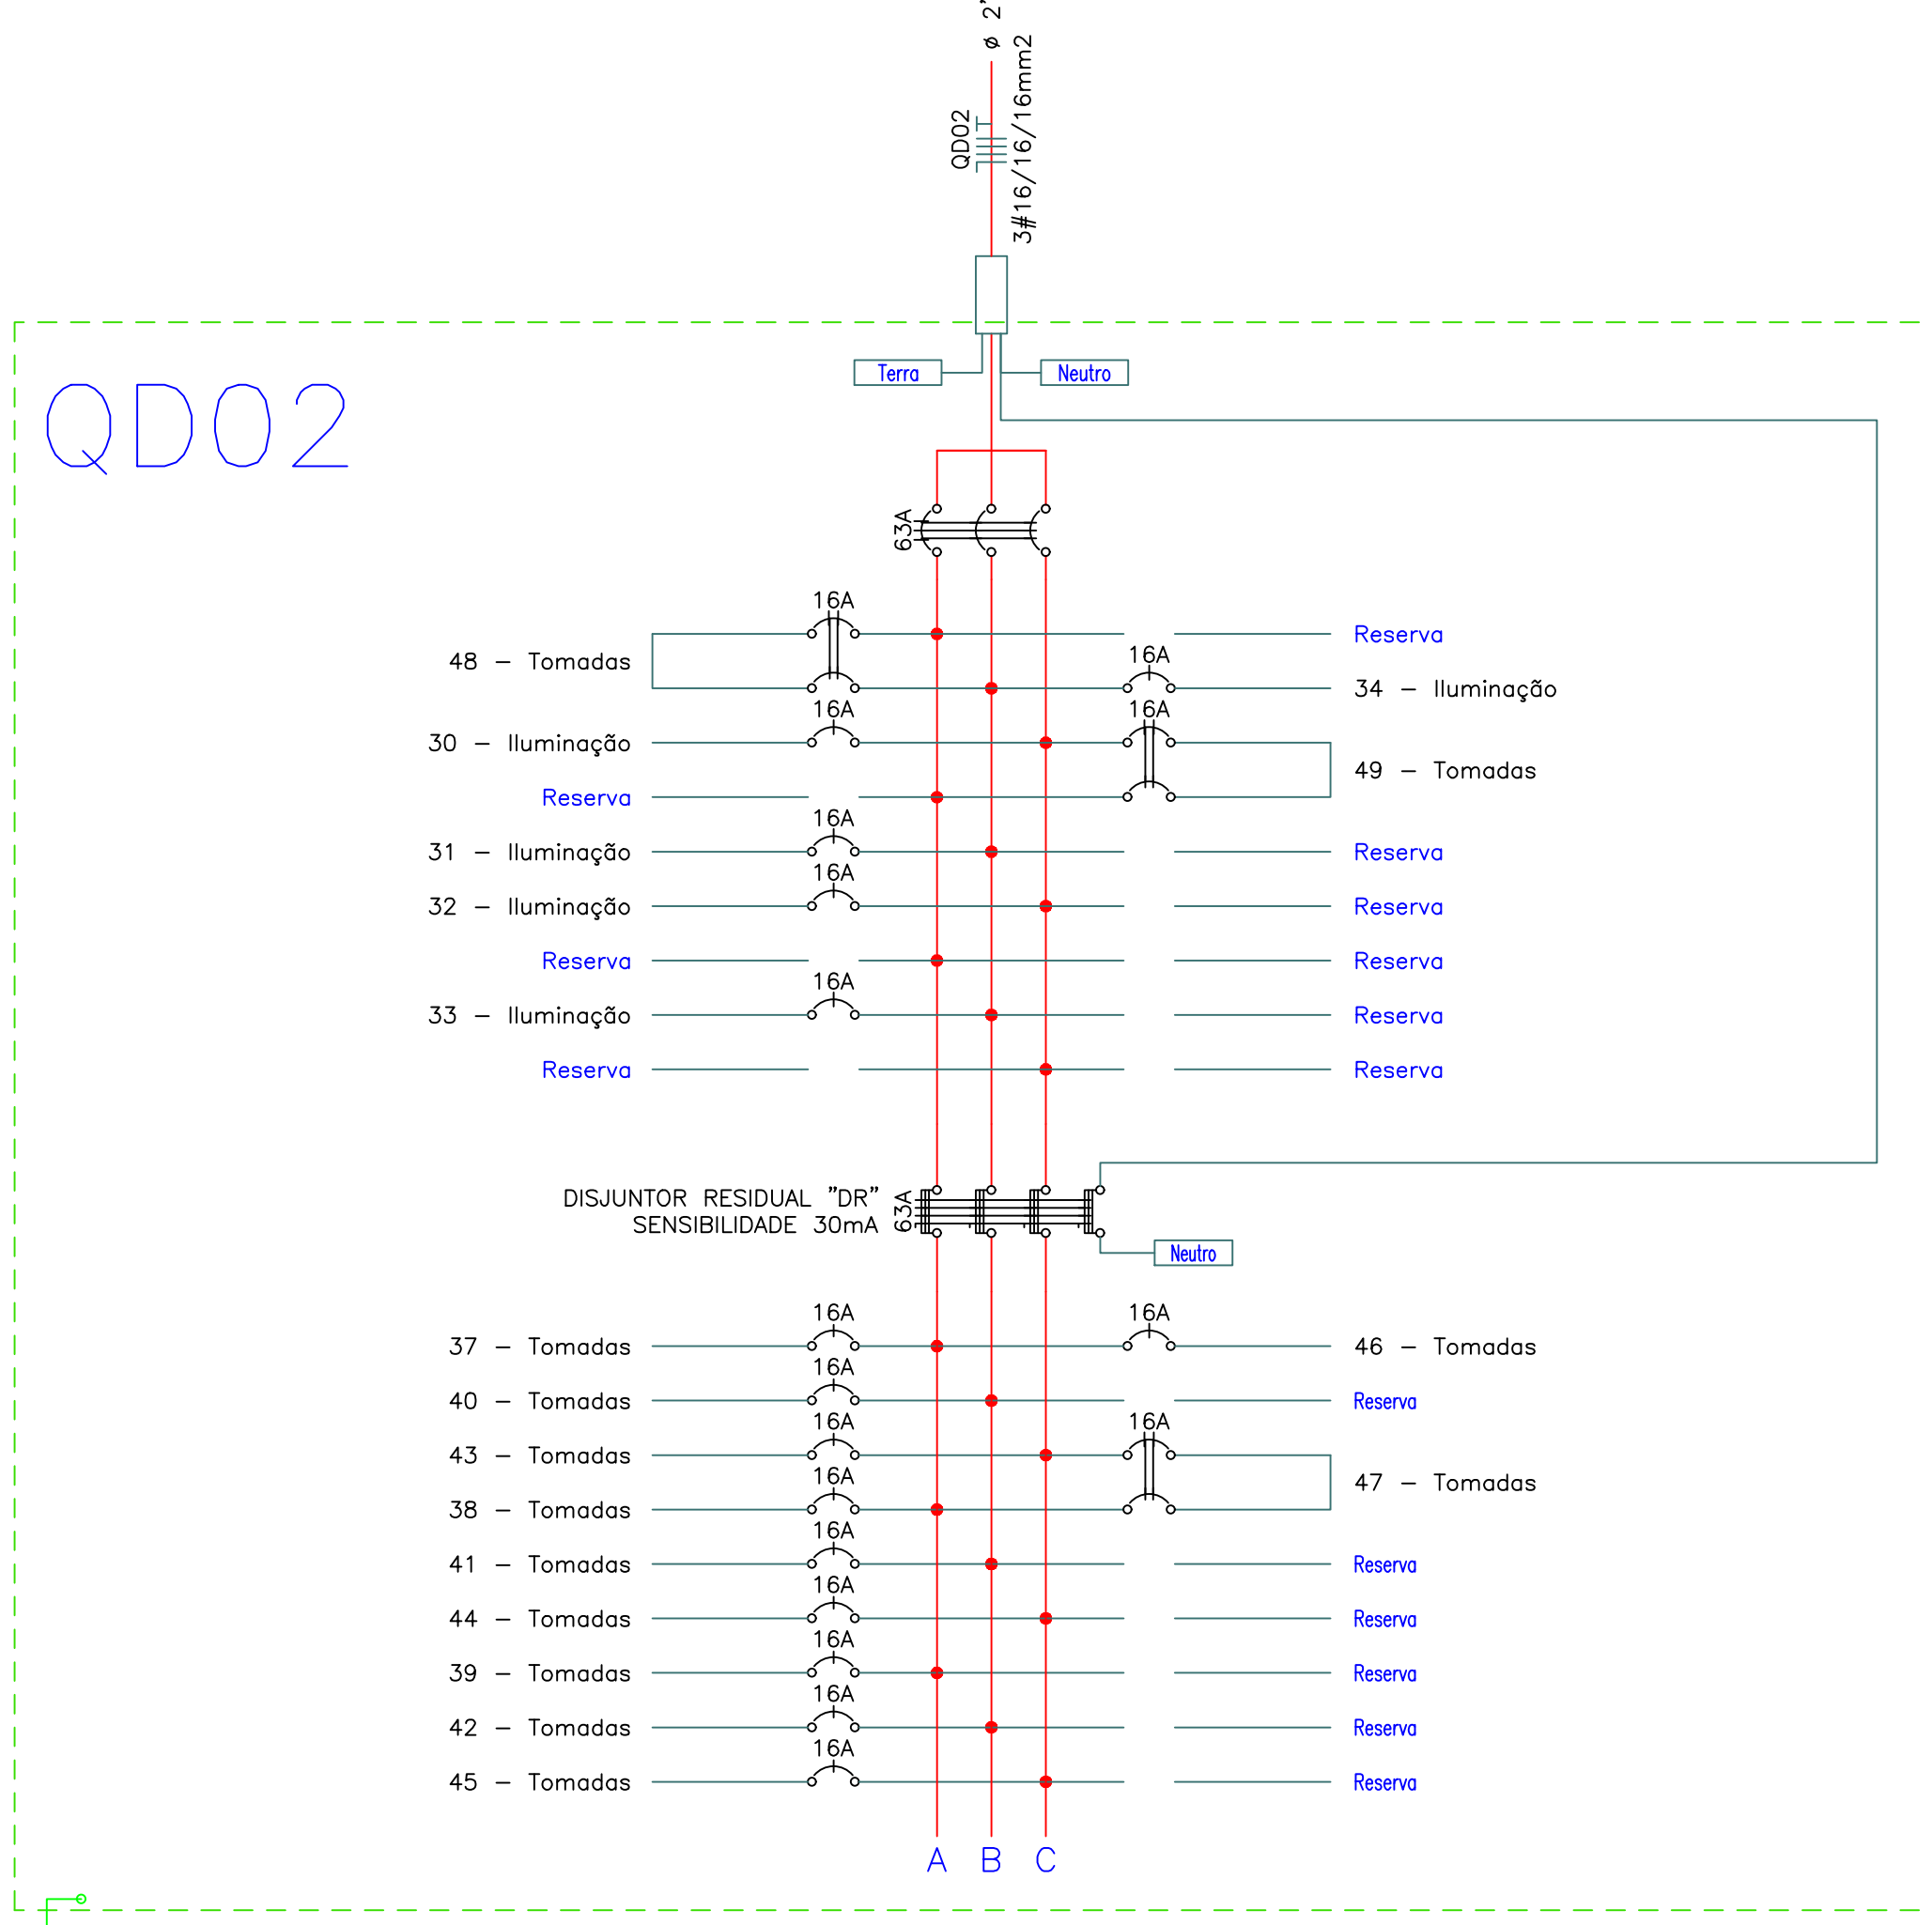 ø 2"
QD02
3#16/16/16mm2
Terra
Neutro
QD02
63A
16A
Reserva
48 - Tomadas
16A
34 - Iluminação
16A
16A
30 - Iluminação
49 - Tomadas
Reserva
16A
31 - Iluminação
Reserva
16A
32 - Iluminação
Reserva
Reserva
Reserva
16A
33 - Iluminação
Reserva
Reserva
Reserva
DISJUNTOR RESIDUAL "DR"
SENSIBILIDADE 30mA
63A
Neutro
16A
16A
37 - Tomadas
46 - Tomadas
16A
40 - Tomadas
Reserva
16A
16A
43 - Tomadas
47 - Tomadas
16A
38 - Tomadas
16A
41 - Tomadas
Reserva
16A
44 - Tomadas
Reserva
16A
39 - Tomadas
Reserva
16A
42 - Tomadas
Reserva
16A
45 - Tomadas
Reserva
A B C